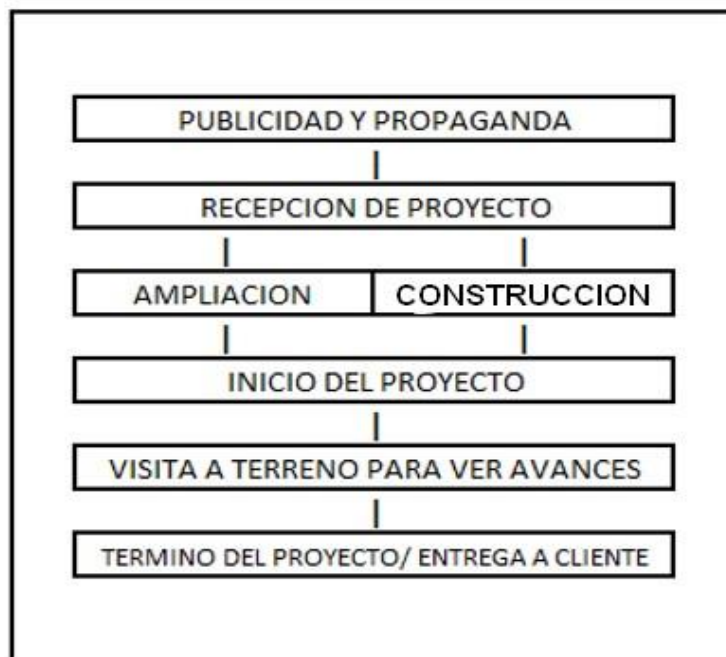 PUBLICIDAD Y PROPAGANDA
RECEPCION DE PROYECTO
AMPLIACION
CONSTRUCCION
INICIO DEL PROYECTO
VISITA A TERRENO PARA VER AVANCES
TERMINO DEL PROYECTO/ ENTREGA A CLIENTE